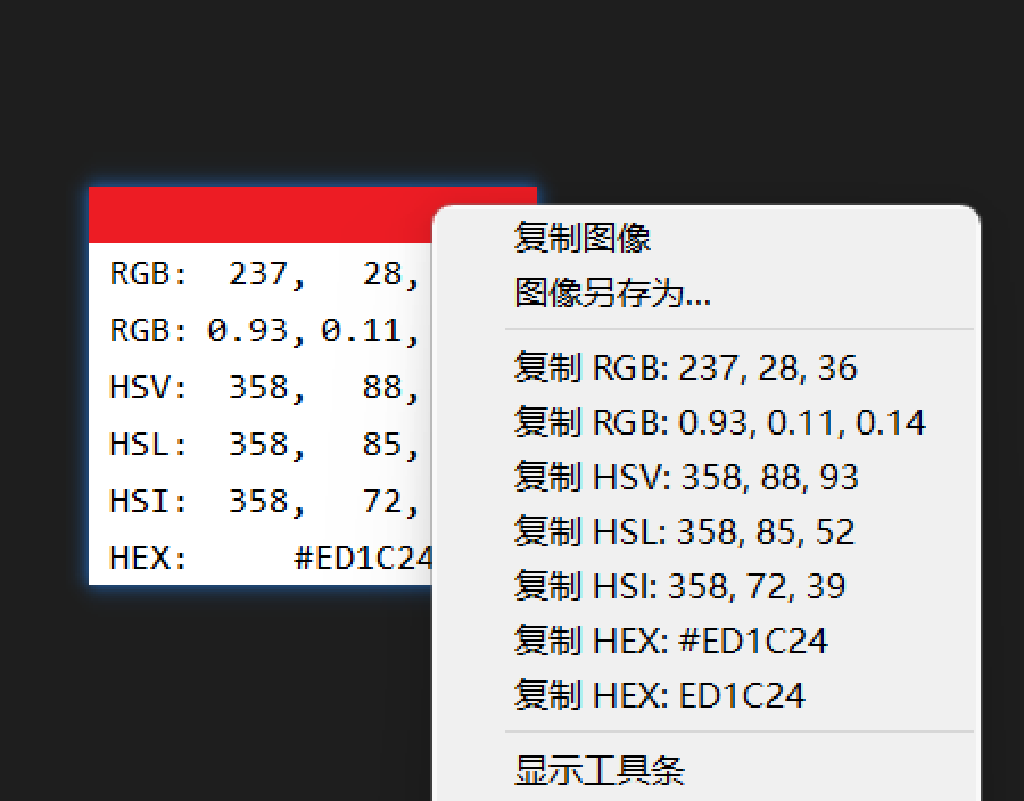 RGB: 237, 28,
RGB: 0.93, 0.11,
HSV: 358, 88,
HSL: 358, 85,
HSI: 358, 72,
HEX: #ED1C24
复制图像
图像另存为...
复制 RGB: 237, 28, 36
复制 RGB: 0.93, 0.11, 0.14
复制 HSV: 358, 88, 93
复制 HSL: 358, 85, 52
复制 HSI: 358, 72, 39
复制 HEX: #ED1C24
复制 HEX: ED1C24
显示工具条